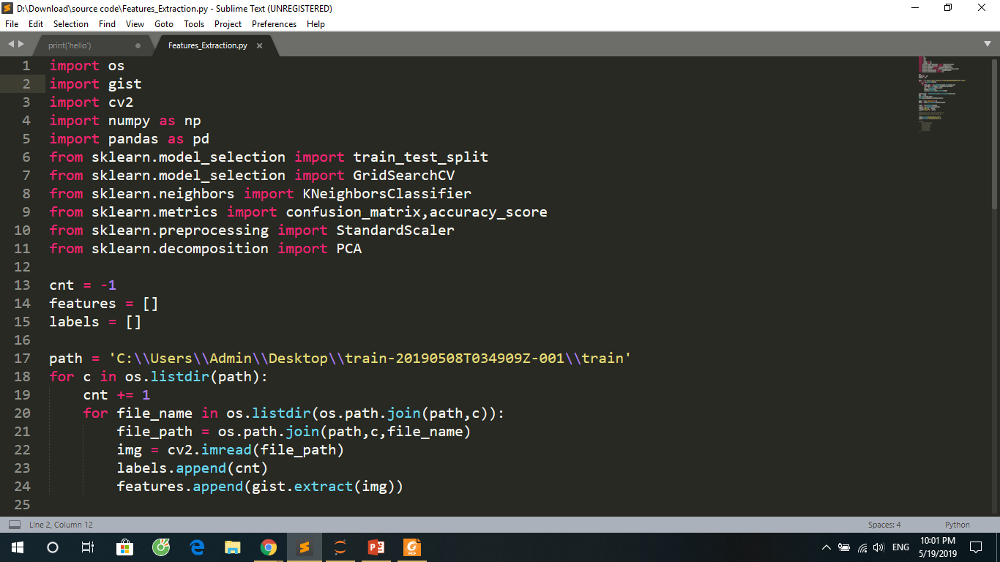 D:\Download\source code\Features_Extraction.py - Sublime Text (UNREGISTERED)
File Edit Selection Find View Goto Tools Project Preferences Help
print('hello') Features_Extraction.py
1 import os
2 import gist
3 import cv2
4 import numpy as np
5 import pandas as pd
6 from sklearn.model_selection import train_test_split
7 from sklearn.model_selection import GridSearchCV
8 from sklearn.neighbors import KNeighborsClassifier
9 from sklearn.metrics import confusion_matrix,accuracy_score
10 from sklearn.preprocessing import StandardScaler
11 from sklearn.decomposition import PCA
12
13 cnt = -1
14 features = []
15 labels = []
16
17 path = 'C:\\Users\\Admin\\Desktop\\train-20190508T034909Z-001\\train'
18 for c in os.listdir(path):
19     cnt += 1
20     for file_name in os.listdir(os.path.join(path,c)):
21         file_path = os.path.join(path,c,file_name)
22         img = cv2.imread(file_path)
23         labels.append(cnt)
24         features.append(gist.extract(img))
25
Line 2, Column 12 Spaces: 4 Python
ENG
10:01 PM
5/19/2019